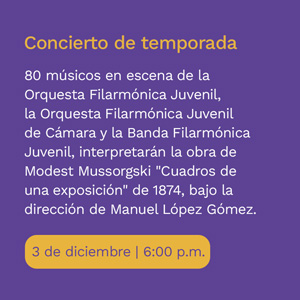 Concierto de temporada
80 músicos en escena de la
Orquesta Filarmónica Juvenil,
la Orquesta Filarmónica Juvenil
de Cámara y la Banda Filarmónica
Juvenil, interpretarán la obra de
Modest Mussorgski "Cuadros de
una exposición" de 1874, bajo la
dirección de Manuel López Gómez.
3 de diciembre | 6:00 p.m.